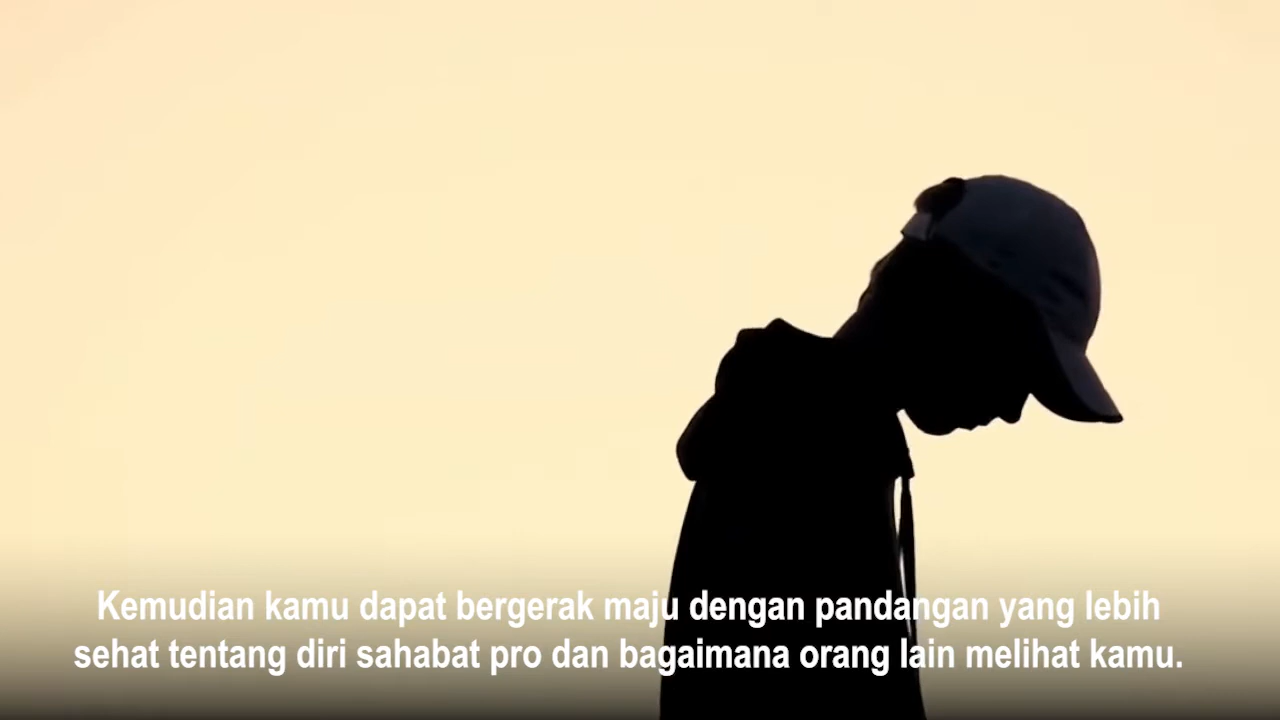 Kemudian kamu dapat bergerak maju dengan pandangan yang lebih
sehat tentang diri sahabat pro dan bagaimana orang lain melihat kamu.